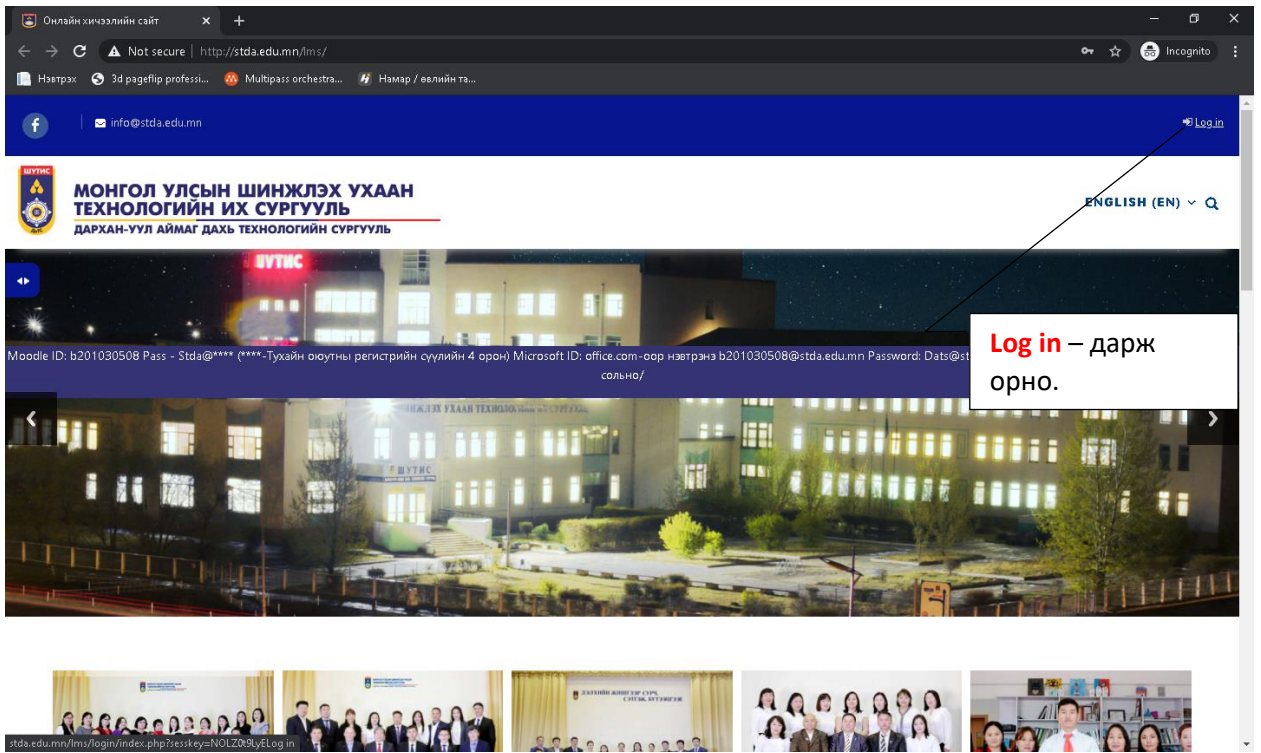 Онлайн хичээлийн сайт
Not secure | http://stda.edu.mn/lms/
Incognito
Нэвтрэх
3d pageflip professi...
Multipass orchestra...
Намар / өвлийн та...
info@stda.edu.mn
Log in
ШУТИС
МОНГОЛ УЛСЫН ШИНЖЛЭХ УХААН
ТЕХНОЛОГИЙН ИХ СУРГУУЛЬ
ДАРХАН-УУЛ АЙМАГ ДАХЬ ТЕХНОЛОГИЙН СУРГУУЛЬ
ENGLISH (EN)
ШУТИС
Moodle ID: b201030508 Pass - Stda@**** (****-Тухайн оюутны регистрийн сүүлийн 4 орон) Microsoft ID: office.com-оор нэвтрэнэ b201030508@stda.edu.mn Password: Dats@st
сольно/
Log in – дарж
орно.
ШУТИС
stda.edu.mn/lms/login/index.php?sesskey=NOLZ0t9LyELog in